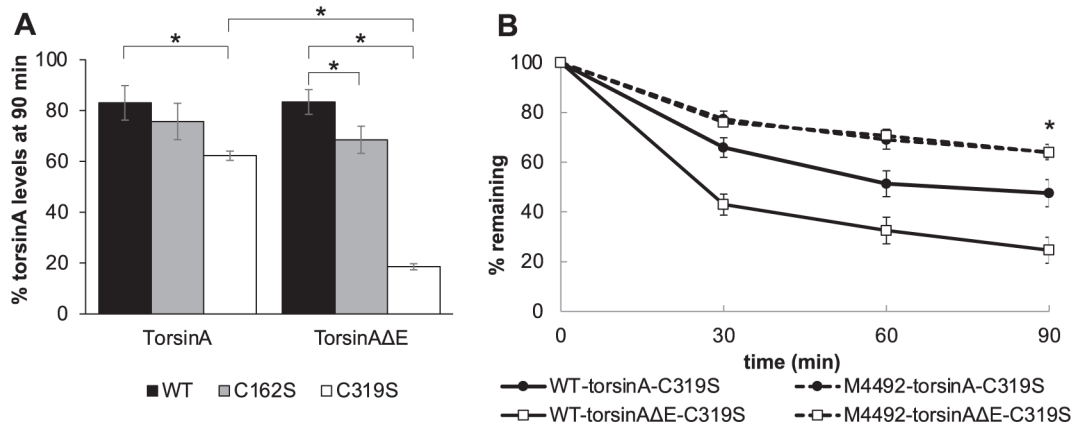 A
B
*
*
*
*
% torsinA levels at 90 min
100
80
60
40
20
0
TorsinA
TorsinAΔE
WT
C162S
C319S
% remaining
100
80
60
40
20
0
*
0
30
60
90
time (min)
WT-torsinA-C319S
M4492-torsinA-C319S
WT-torsinAΔE-C319S
M4492-torsinAΔE-C319S